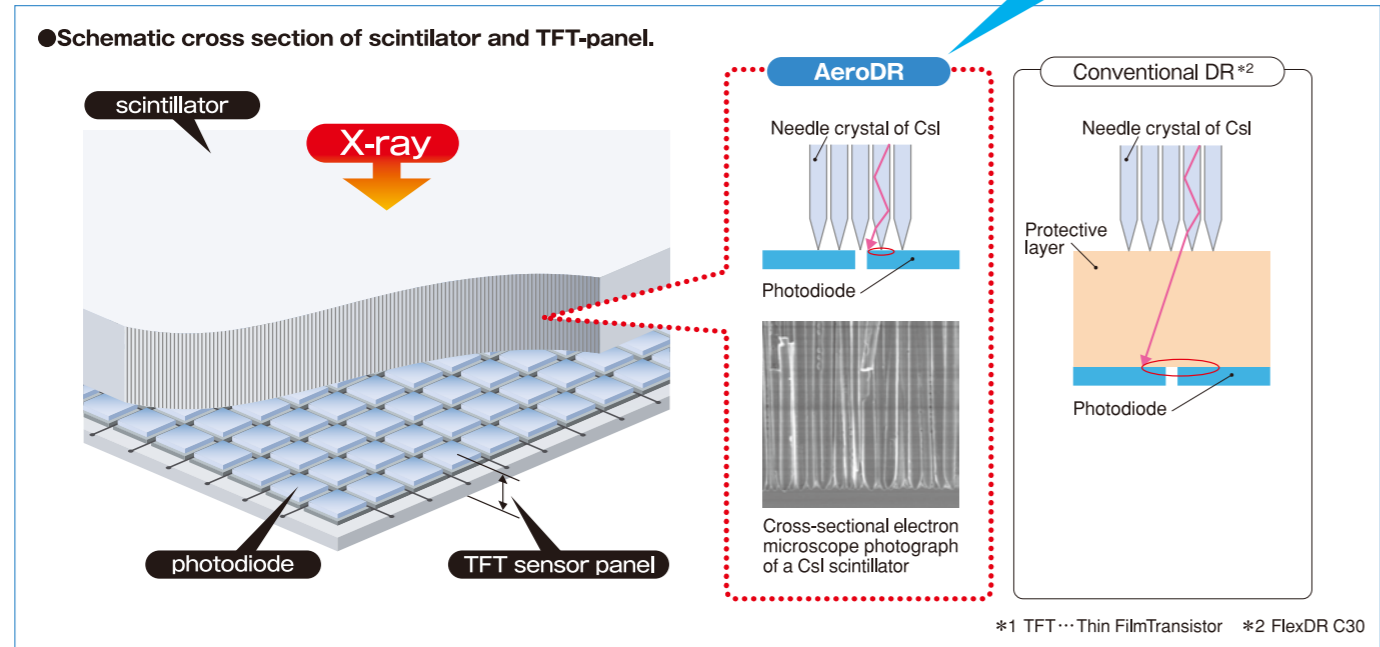 ●Schematic cross section of scintilator and TFT-panel.
scintillator
X-ray
photodiode
TFT sensor panel
AeroDR
Needle crystal of CsI
Photodiode
Cross-sectional electron
microscope photograph
of a CsI scintillator
Conventional DR*2
Needle crystal of CsI
Protective
layer
Photodiode
*1 TFT…Thin FilmTransistor *2 FlexDR C30